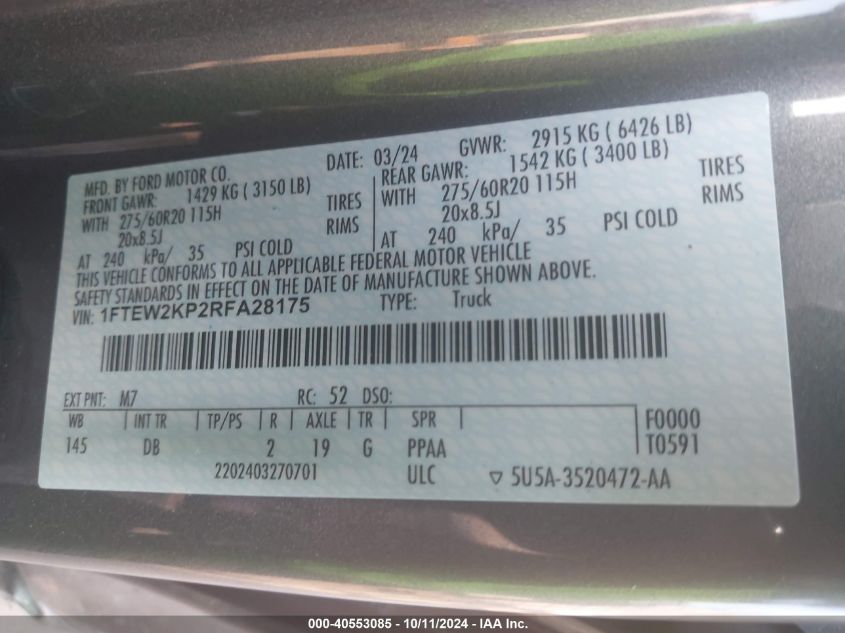 MFD. BY FORD MOTOR CO. DATE: 03/24 GVWR: 2915 KG ( 6426 LB)
FRONT GAWR: 1429 KG ( 3150 LB) REAR GAWR: 1542 KG ( 3400 LB)
WITH 275/60R20 115H TIRES WITH 275/60R20 115H TIRES
20x8.5J RIMS 20x8.5J RIMS
AT 240 kPa/ 35 PSI COLD AT 240 kPa/ 35 PSI COLD
THIS VEHICLE CONFORMS TO ALL APPLICABLE FEDERAL MOTOR VEHICLE
SAFETY STANDARDS IN EFFECT ON THE DATE OF MANUFACTURE SHOWN ABOVE.
VIN: 1FTEW2KP2RFA28175 TYPE: Truck
EXT PNT: M7 RC: 52 DSO:
WB INT TR TP/PS R AXLE TR SPR F0000
145 DB 2 19 G PPAA T0591
2202403270701 ULC ▽ 5U5A-3520472-AA
000-40553085 - 10/11/2024 - IAA Inc.